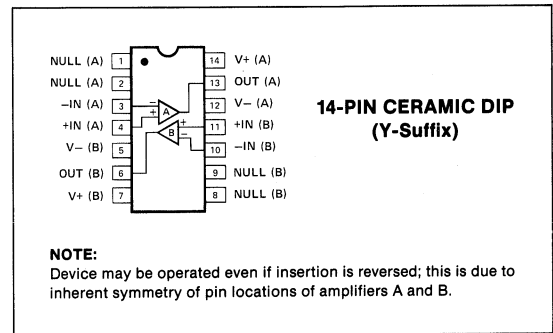 NULL (A) 1 14 V+ (A)
NULL (A) 2 13 OUT (A)
–IN (A) 3 – 12 V– (A)
+IN (A) 4 + A 11 +IN (B)
V– (B) 5 B + – 10 –IN (B)
OUT (B) 6 9 NULL (B)
V+ (B) 7 8 NULL (B)
14-PIN CERAMIC DIP
(Y-Suffix)
NOTE:
Device may be operated even if insertion is reversed; this is due to
inherent symmetry of pin locations of amplifiers A and B.